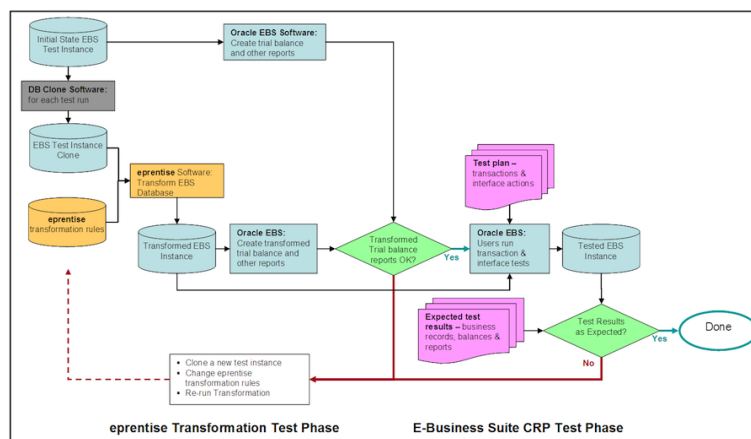 Initial State EBS
Test Instance
Oracle EBS Software:
Create trial balance
and other reports
DB Clone Software:
for each test run
EBS Test Instance
Clone
eprentise Software:
Transform EBS
Database
eprentise
transformation rules
Test plan –
transactions &
interface actions
Transformed EBS
Instance
Oracle EBS:
Create transformed
trial balance and
other reports
Transformed
Trial balance
reports OK?
Yes
Oracle EBS:
Users run
transaction &
interface tests
Tested EBS
Instance
Expected test
results – business
records, balances &
reports
Test Results
as Expected?
Yes
Done
No
• Clone a new test instance
• Change eprentise
transformation rules
• Re-run Transformation
eprentise Transformation Test Phase
E-Business Suite CRP Test Phase